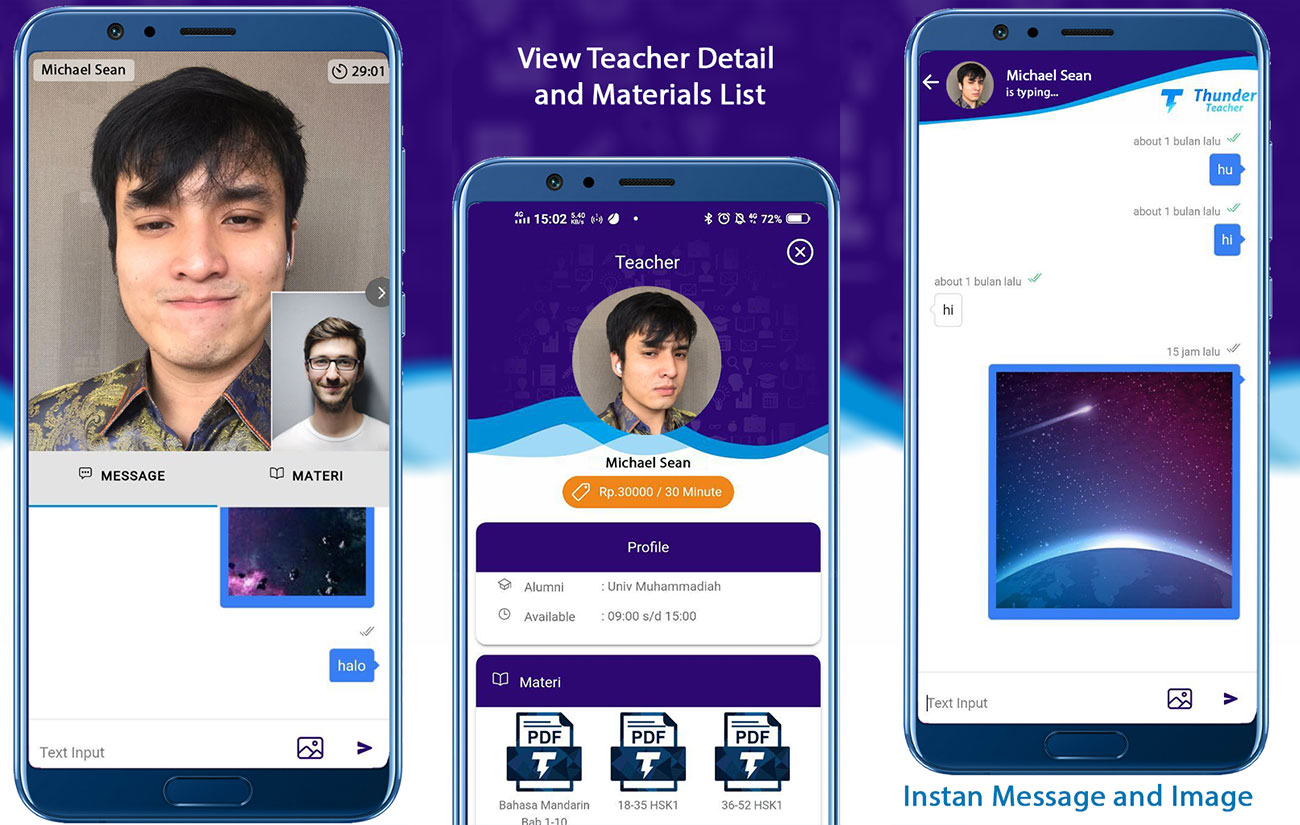 Michael Sean
29:01
MESSAGE
MATERI
halo
Text Input
View Teacher Detail
and Materials List
4G 15:02 5.40 KB/s
4G 72%
Teacher
Michael Sean
Rp.30000 / 30 Minute
Profile
Alumni : Univ Muhammadiah
Available : 09:00 s/d 15:00
Materi
PDF PDF PDF
Bahasa Mandarin 18-35 HSK1 36-52 HSK1
Bab 1-10
Michael Sean
is typing...
Thunder
Teacher
about 1 bulan lalu
hu
about 1 bulan lalu
hi
about 1 bulan lalu
hi
15 jam lalu
Text Input
Instan Message and Image